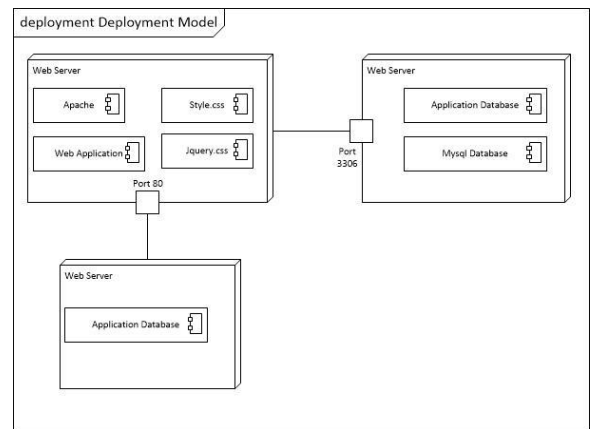 deployment Deployment Model
Web Server
Apache
Style.css
Web Application
Jquery.css
Port 80
Web Server
Application Database
Mysql Database
Port
3306
Web Server
Application Database